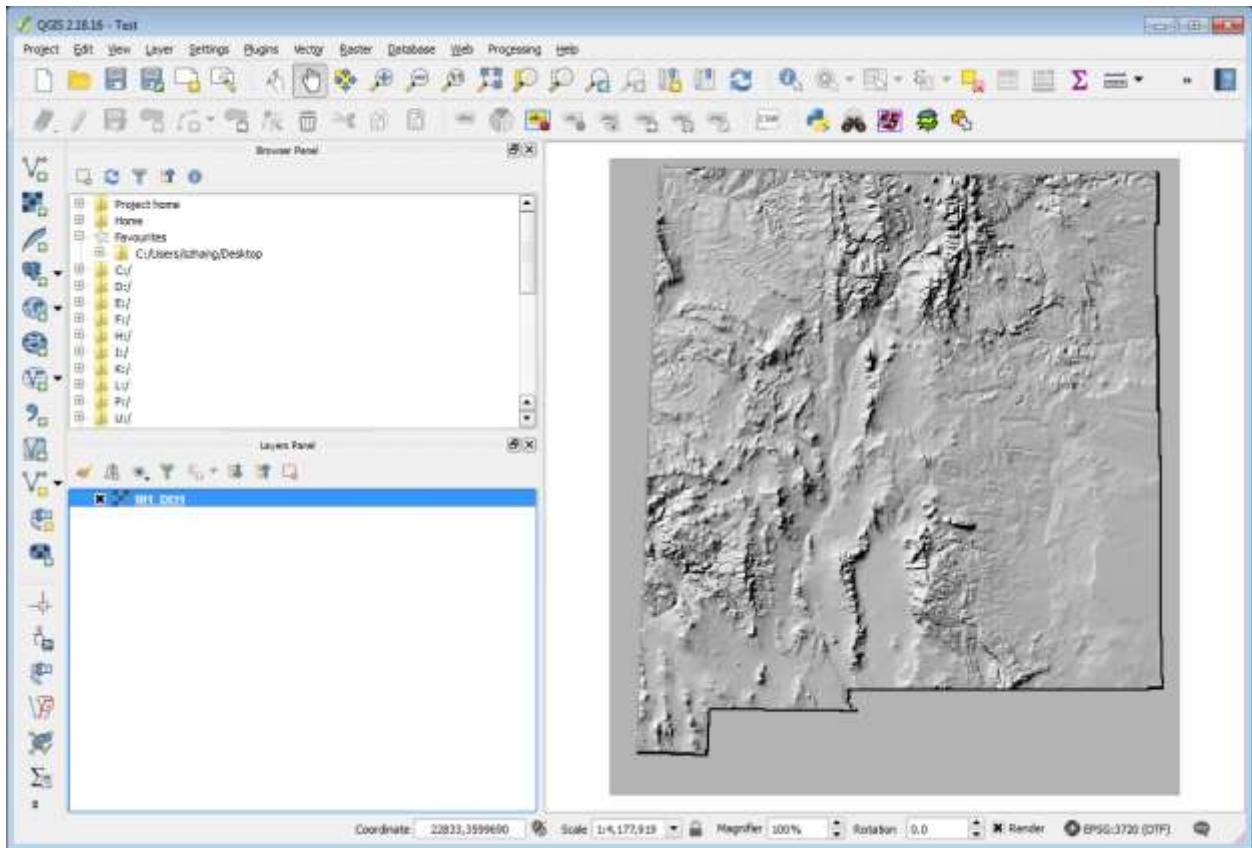 QGIS 2.18.16 - Test
Project Edit View Layer Settings Plugins Vector Raster Database Web Processing Help
Browser Panel
Project home
Home
Favourites
C:/Users/szhang/Desktop
C:/
D:/
E:/
F:/
H:/
I:/
K:/
L:/
P:/
U:/
Layers Panel
NM_DEM
Coordinate 22833,3599690 Scale 1:4,177,919 Magnifier 100% Rotation 0.0 Render EPSG:3720 (OTF)